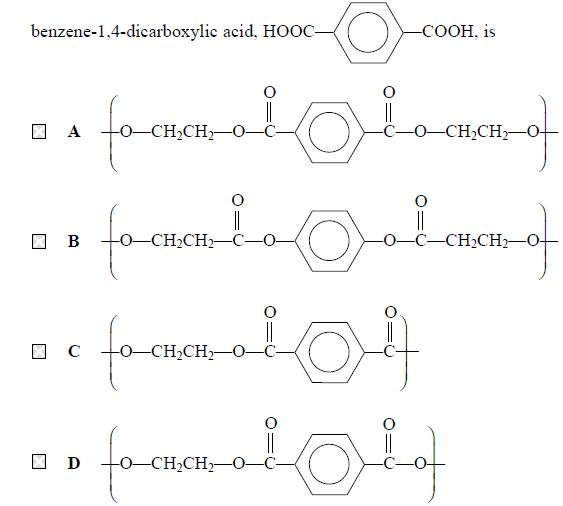 benzene-1,4-dicarboxylic acid, HOOC–⌬–COOH, is
O O
A –O–CH₂CH₂–O–C–⌬–C–O–CH₂CH₂–O–
O O
B –O–CH₂CH₂–C–O–⌬–O–C–CH₂CH₂–O–
O O
C –O–CH₂CH₂–O–C–⌬–C–
O O
D –O–CH₂CH₂–O–C–⌬–C–O–